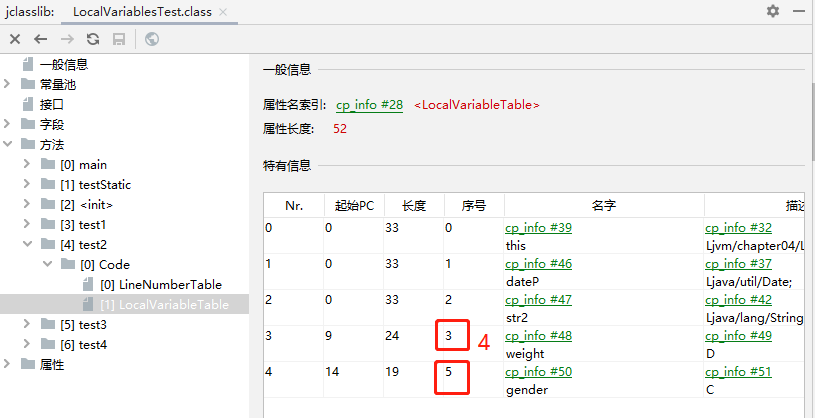 jclasslib: LocalVariablesTest.class
一般信息
常量池
接口
字段
方法
[0] main
[1] testStatic
[2] <init>
[3] test1
[4] test2
[0] Code
[0] LineNumberTable
[1] LocalVariableTable
[5] test3
[6] test4
属性
一般信息
属性名索引: cp_info #28 <LocalVariableTable>
属性长度: 52
特有信息
Nr. 起始PC 长度 序号 名字 描述
0 0 33 0 cp_info #39 cp_info #32
this Ljvm/chapter04/L
1 0 33 1 cp_info #46 cp_info #37
dateP Ljava/util/Date;
2 0 33 2 cp_info #47 cp_info #42
str2 Ljava/lang/String
3 9 24 3 4 cp_info #48 cp_info #49
weight D
4 14 19 5 cp_info #50 cp_info #51
gender C